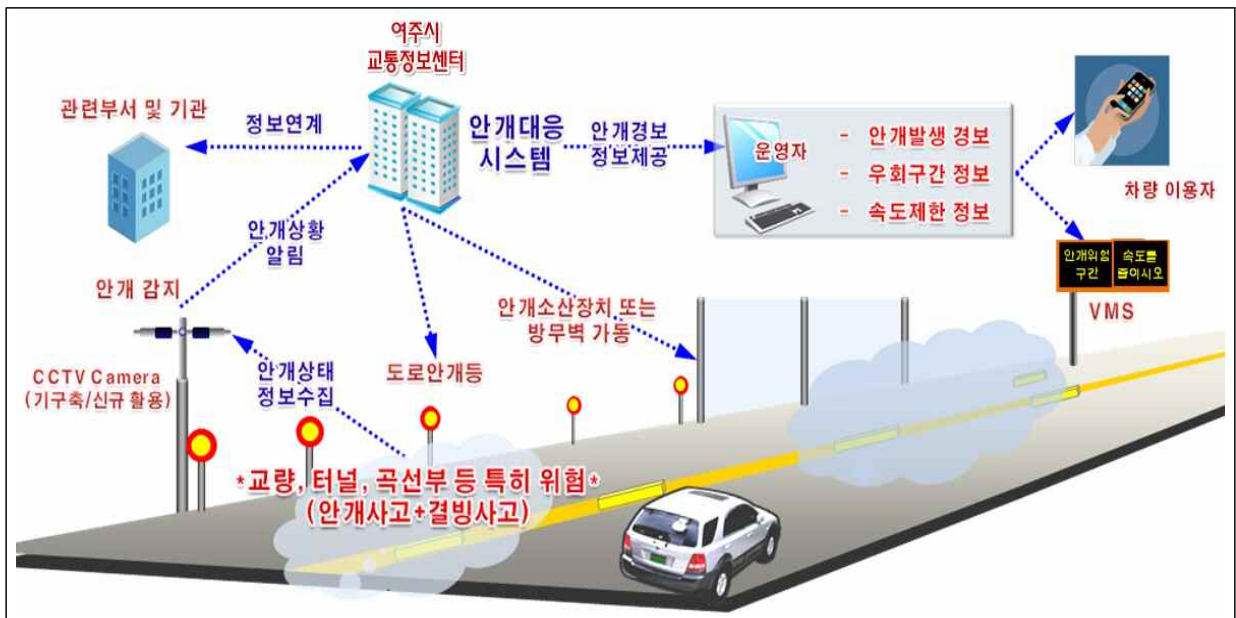 여주시
교통정보센터
관련부서 및 기관
정보연계
안개대응
시스템
안개경보
정보제공
운영자
- 안개발생 경보
- 우회구간 정보
- 속도제한 정보
차량 이용자
안개상황
알림
안개위험
구간
속도를
줄이시오
VMS
안개 감지
안개소산장치 또는
방무벽 가동
CCTV Camera
(기구축/신규 활용)
안개상태
정보수집
도로안개등
*교량, 터널, 곡선부 등 특히 위험*
(안개사고+결빙사고)